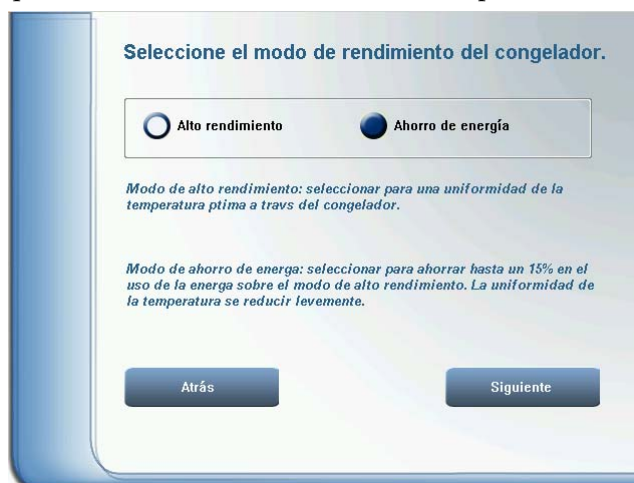 Seleccione el modo de rendimiento del congelador.
Alto rendimiento Ahorro de energía
Modo de alto rendimiento: seleccionar para una uniformidad de la
temperatura ptima a travs del congelador.
Modo de ahorro de energa: seleccionar para ahorrar hasta un 15% en el
uso de la energa sobre el modo de alto rendimiento. La uniformidad de
la temperatura se reducir levemente.
Atrás Siguiente